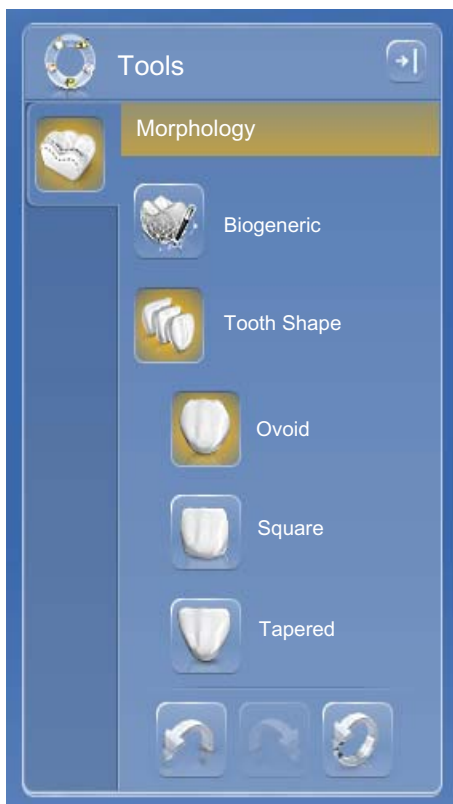 Tools
Morphology
Biogeneric
Tooth Shape
Ovoid
Square
Tapered